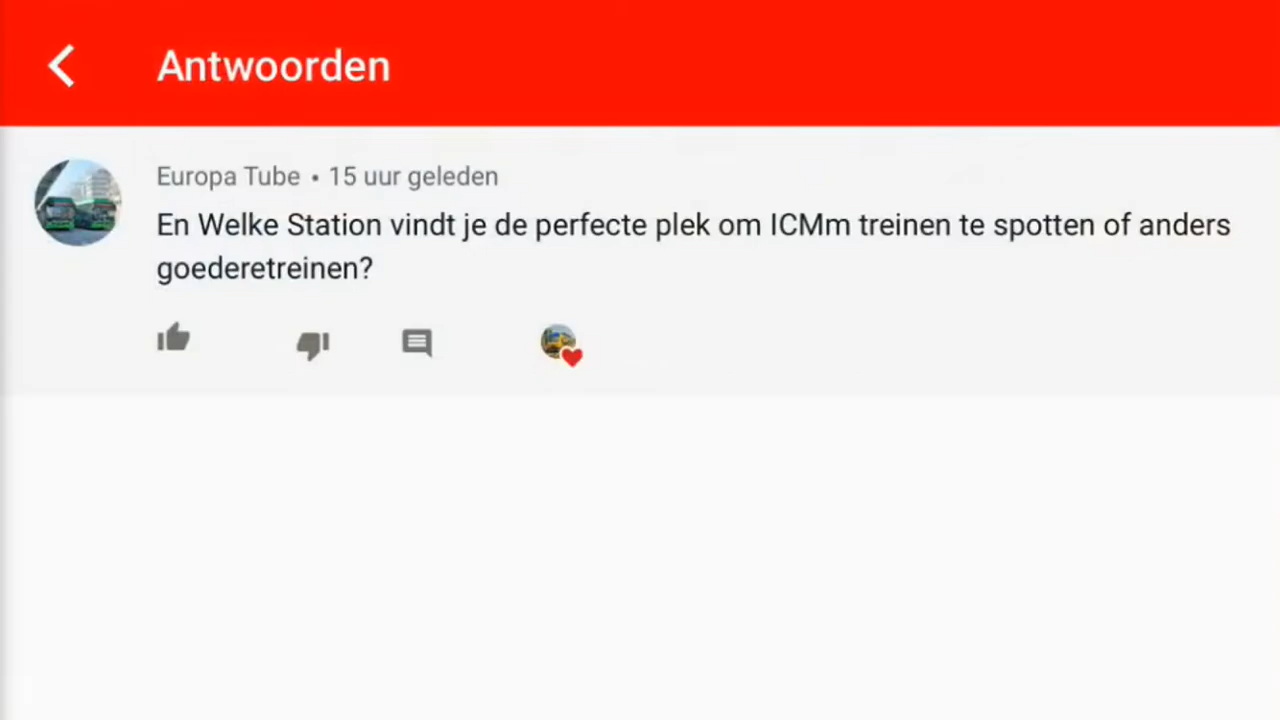 Antwoorden
Europa Tube • 15 uur geleden
En Welke Station vindt je de perfecte plek om ICMm treinen te spotten of anders
goederetreinen?